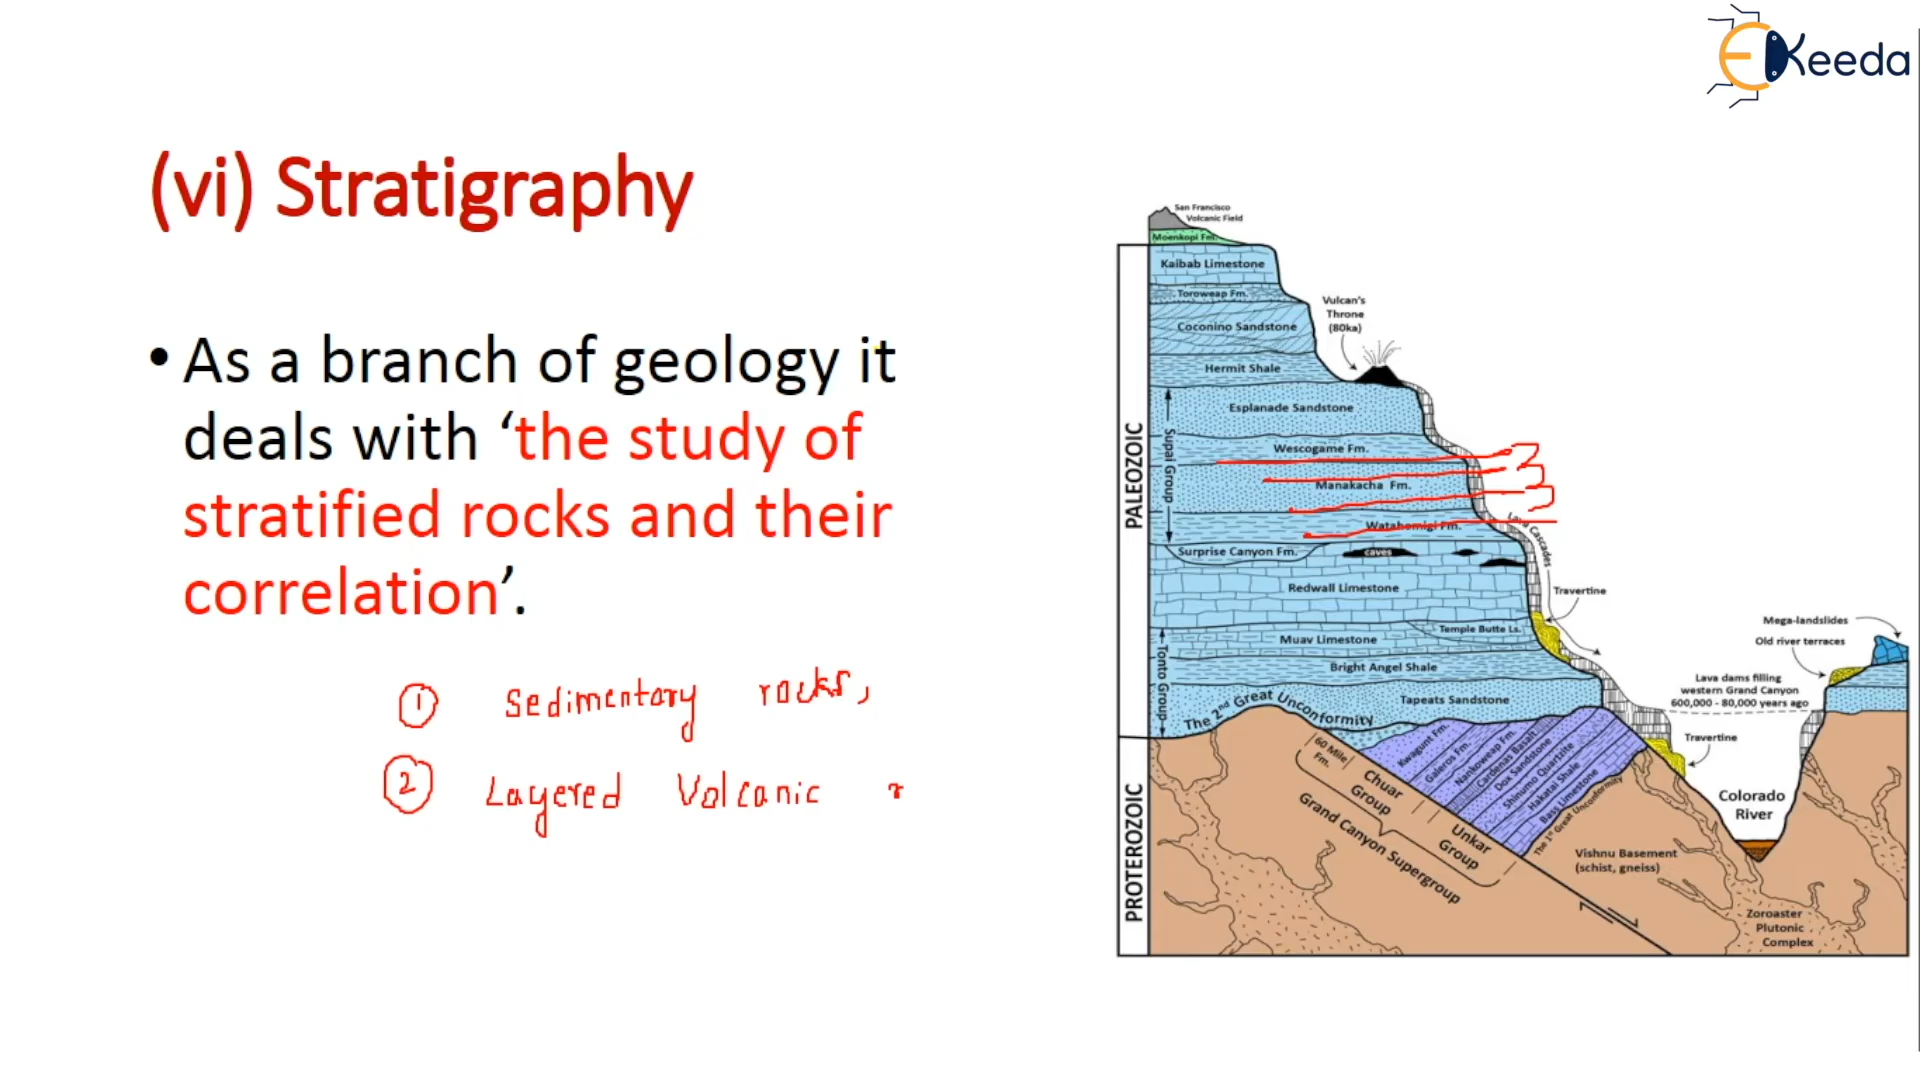 Keeda
(vi) Stratigraphy
• As a branch of geology it
deals with ‘the study of
stratified rocks and their
correlation’.
① Sedimentary rocks,
② Layered Volcanic r
San Francisco
Volcanic Field
Moenkopi Fm.
Kaibab Limestone
Toroweap Fm.
Coconino Sandstone
Hermit Shale
Vulcan's
Throne
(80ka)
Esplanade Sandstone
Wescogame Fm.
Manakacha Fm.
Watahomigi Fm.
Supai Group
PALEOZOIC
Lava Cascades
Surprise Canyon Fm.
caves
Redwall Limestone
Travertine
Temple Butte Ls.
Muav Limestone
Bright Angel Shale
Tapeats Sandstone
Tonto Group
The 2nd Great Unconformity
Mega-landslides
Old river terraces
Lava dams filling
western Grand Canyon
600,000 - 80,000 years ago
Travertine
60 Mile
Fm.
Kwagunt Fm.
Galeros Fm.
Nankoweap Fm.
Cardenas Basalt
Dox Sandstone
Shinumo Quartzite
Hakatai Shale
Bass Limestone
The 1st Great Unconformity
Chuar
Group
Unkar
Group
Grand Canyon Supergroup
PROTEROZOIC
Colorado
River
Vishnu Basement
(schist, gneiss)
Zoroaster
Plutonic
Complex